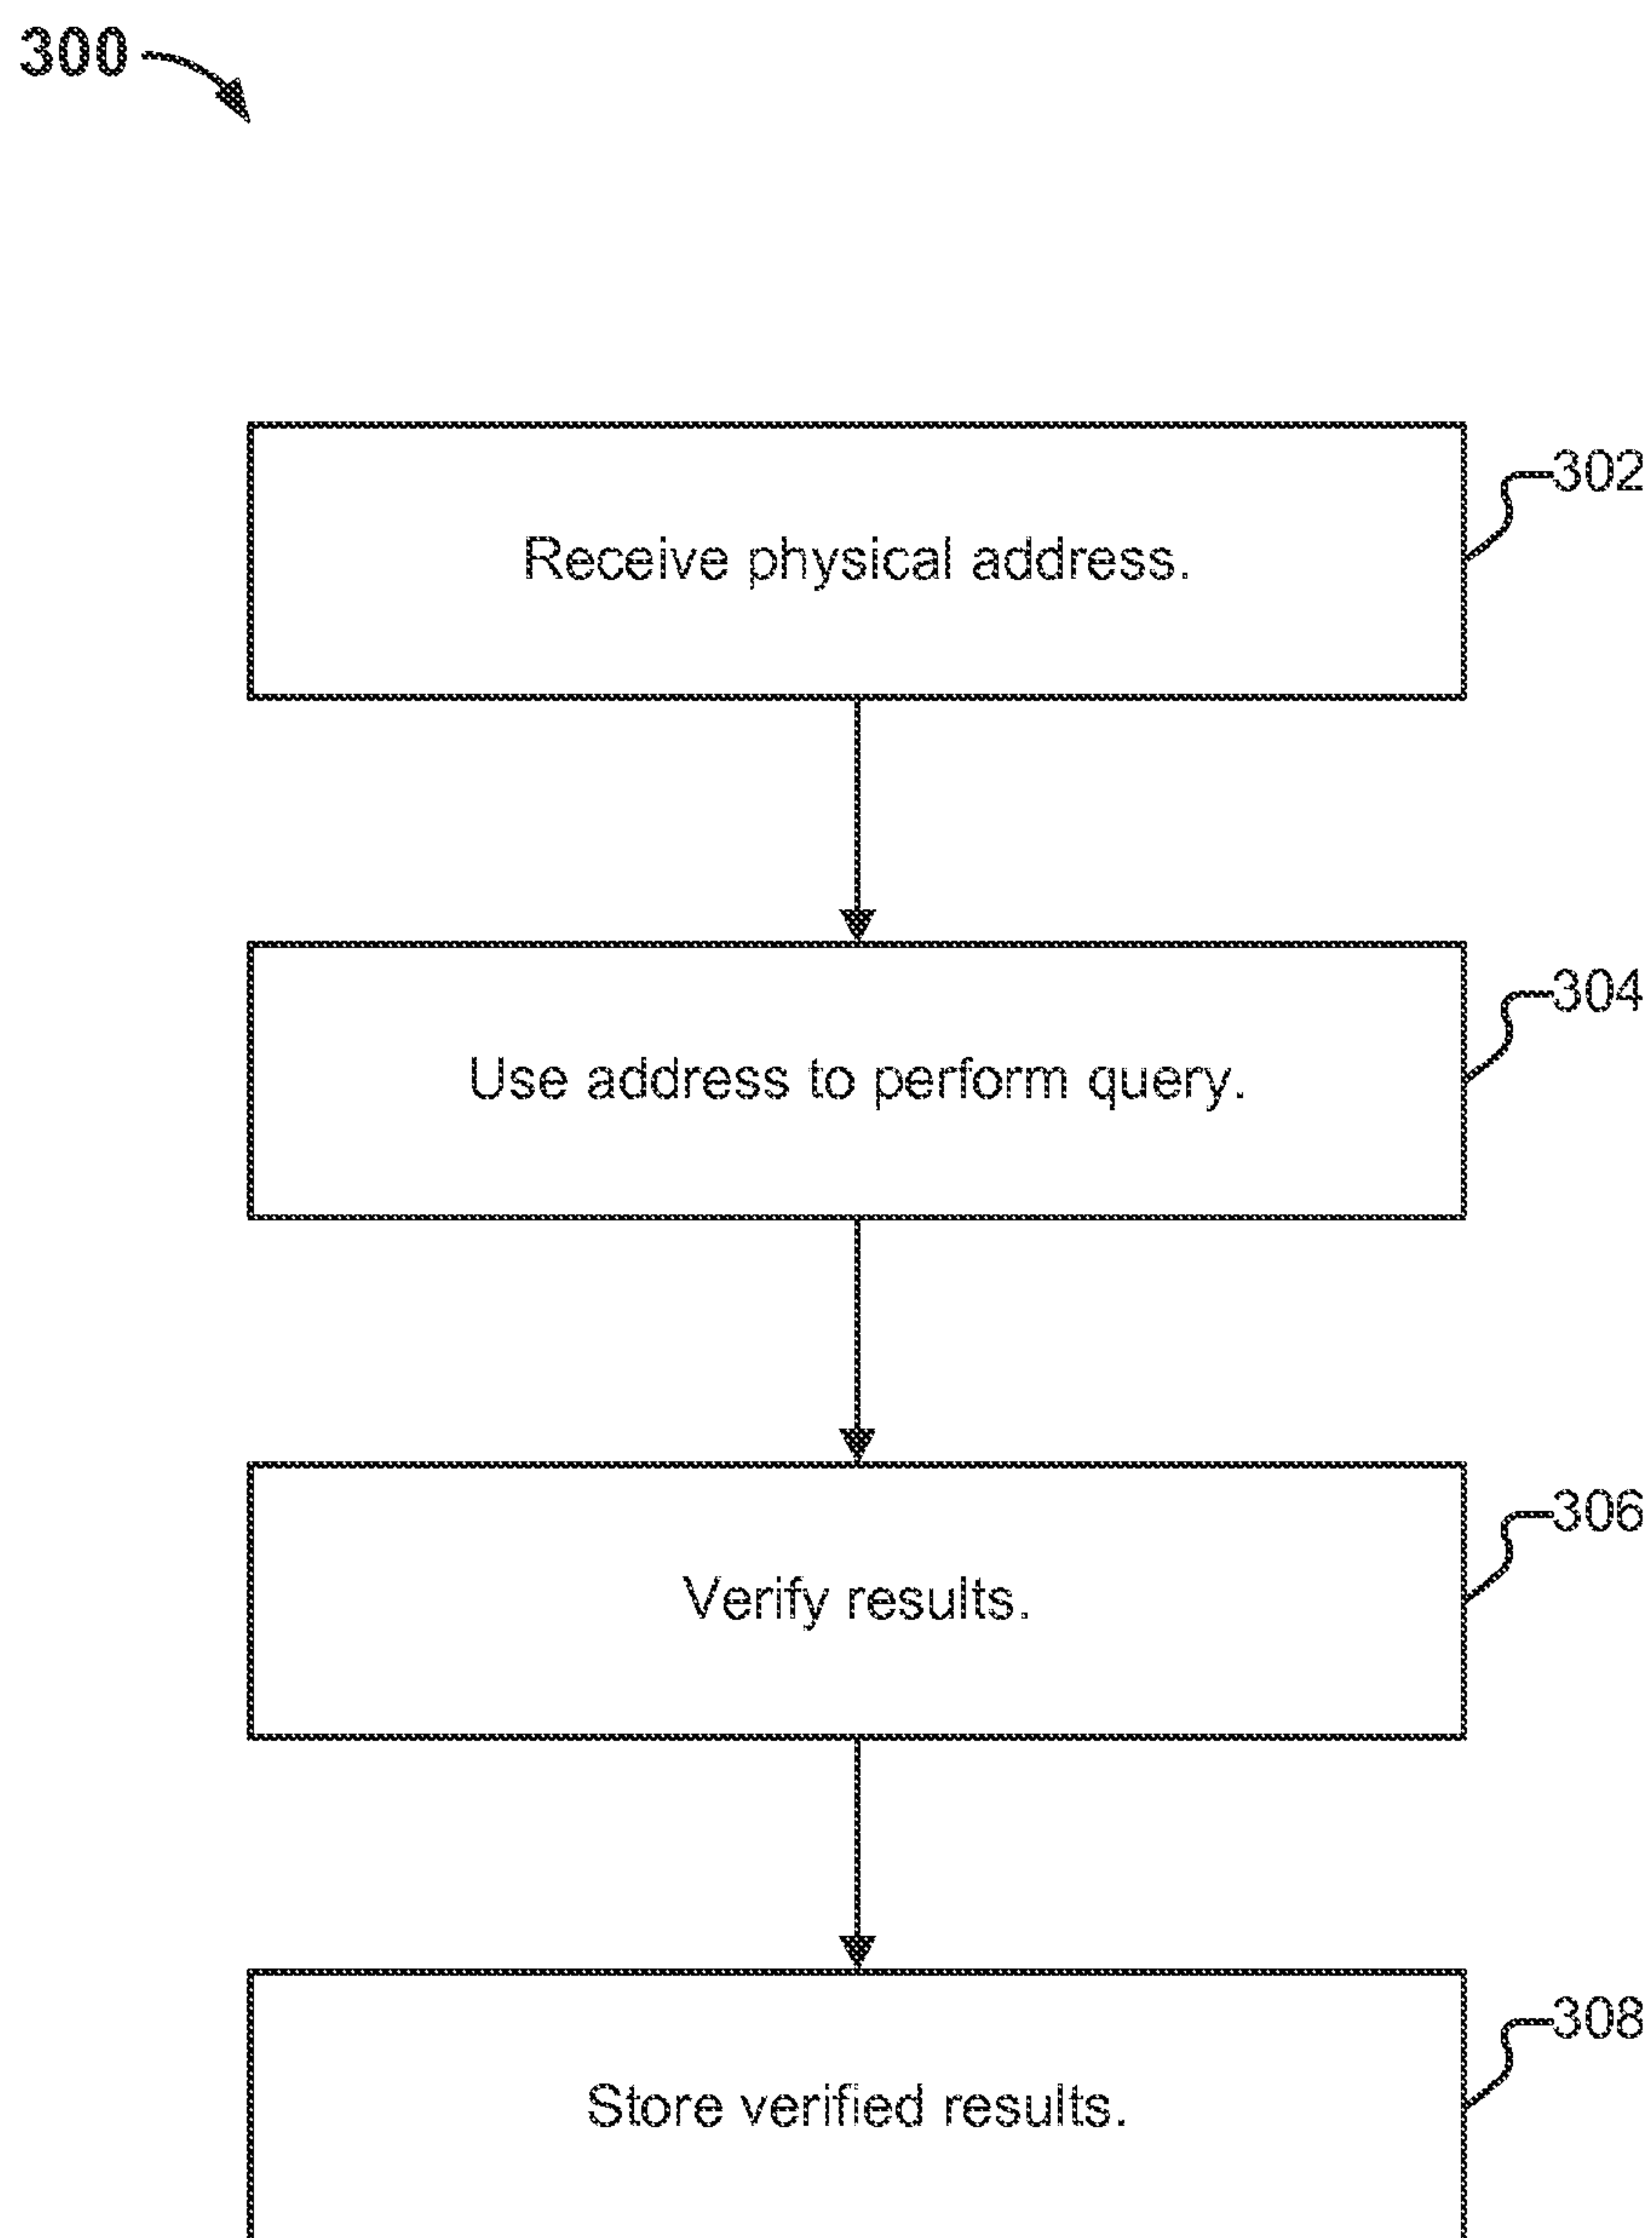 300
302
Receive physical address.
304
Use address to perform query.
306
Verify results.
308
Store verified results.